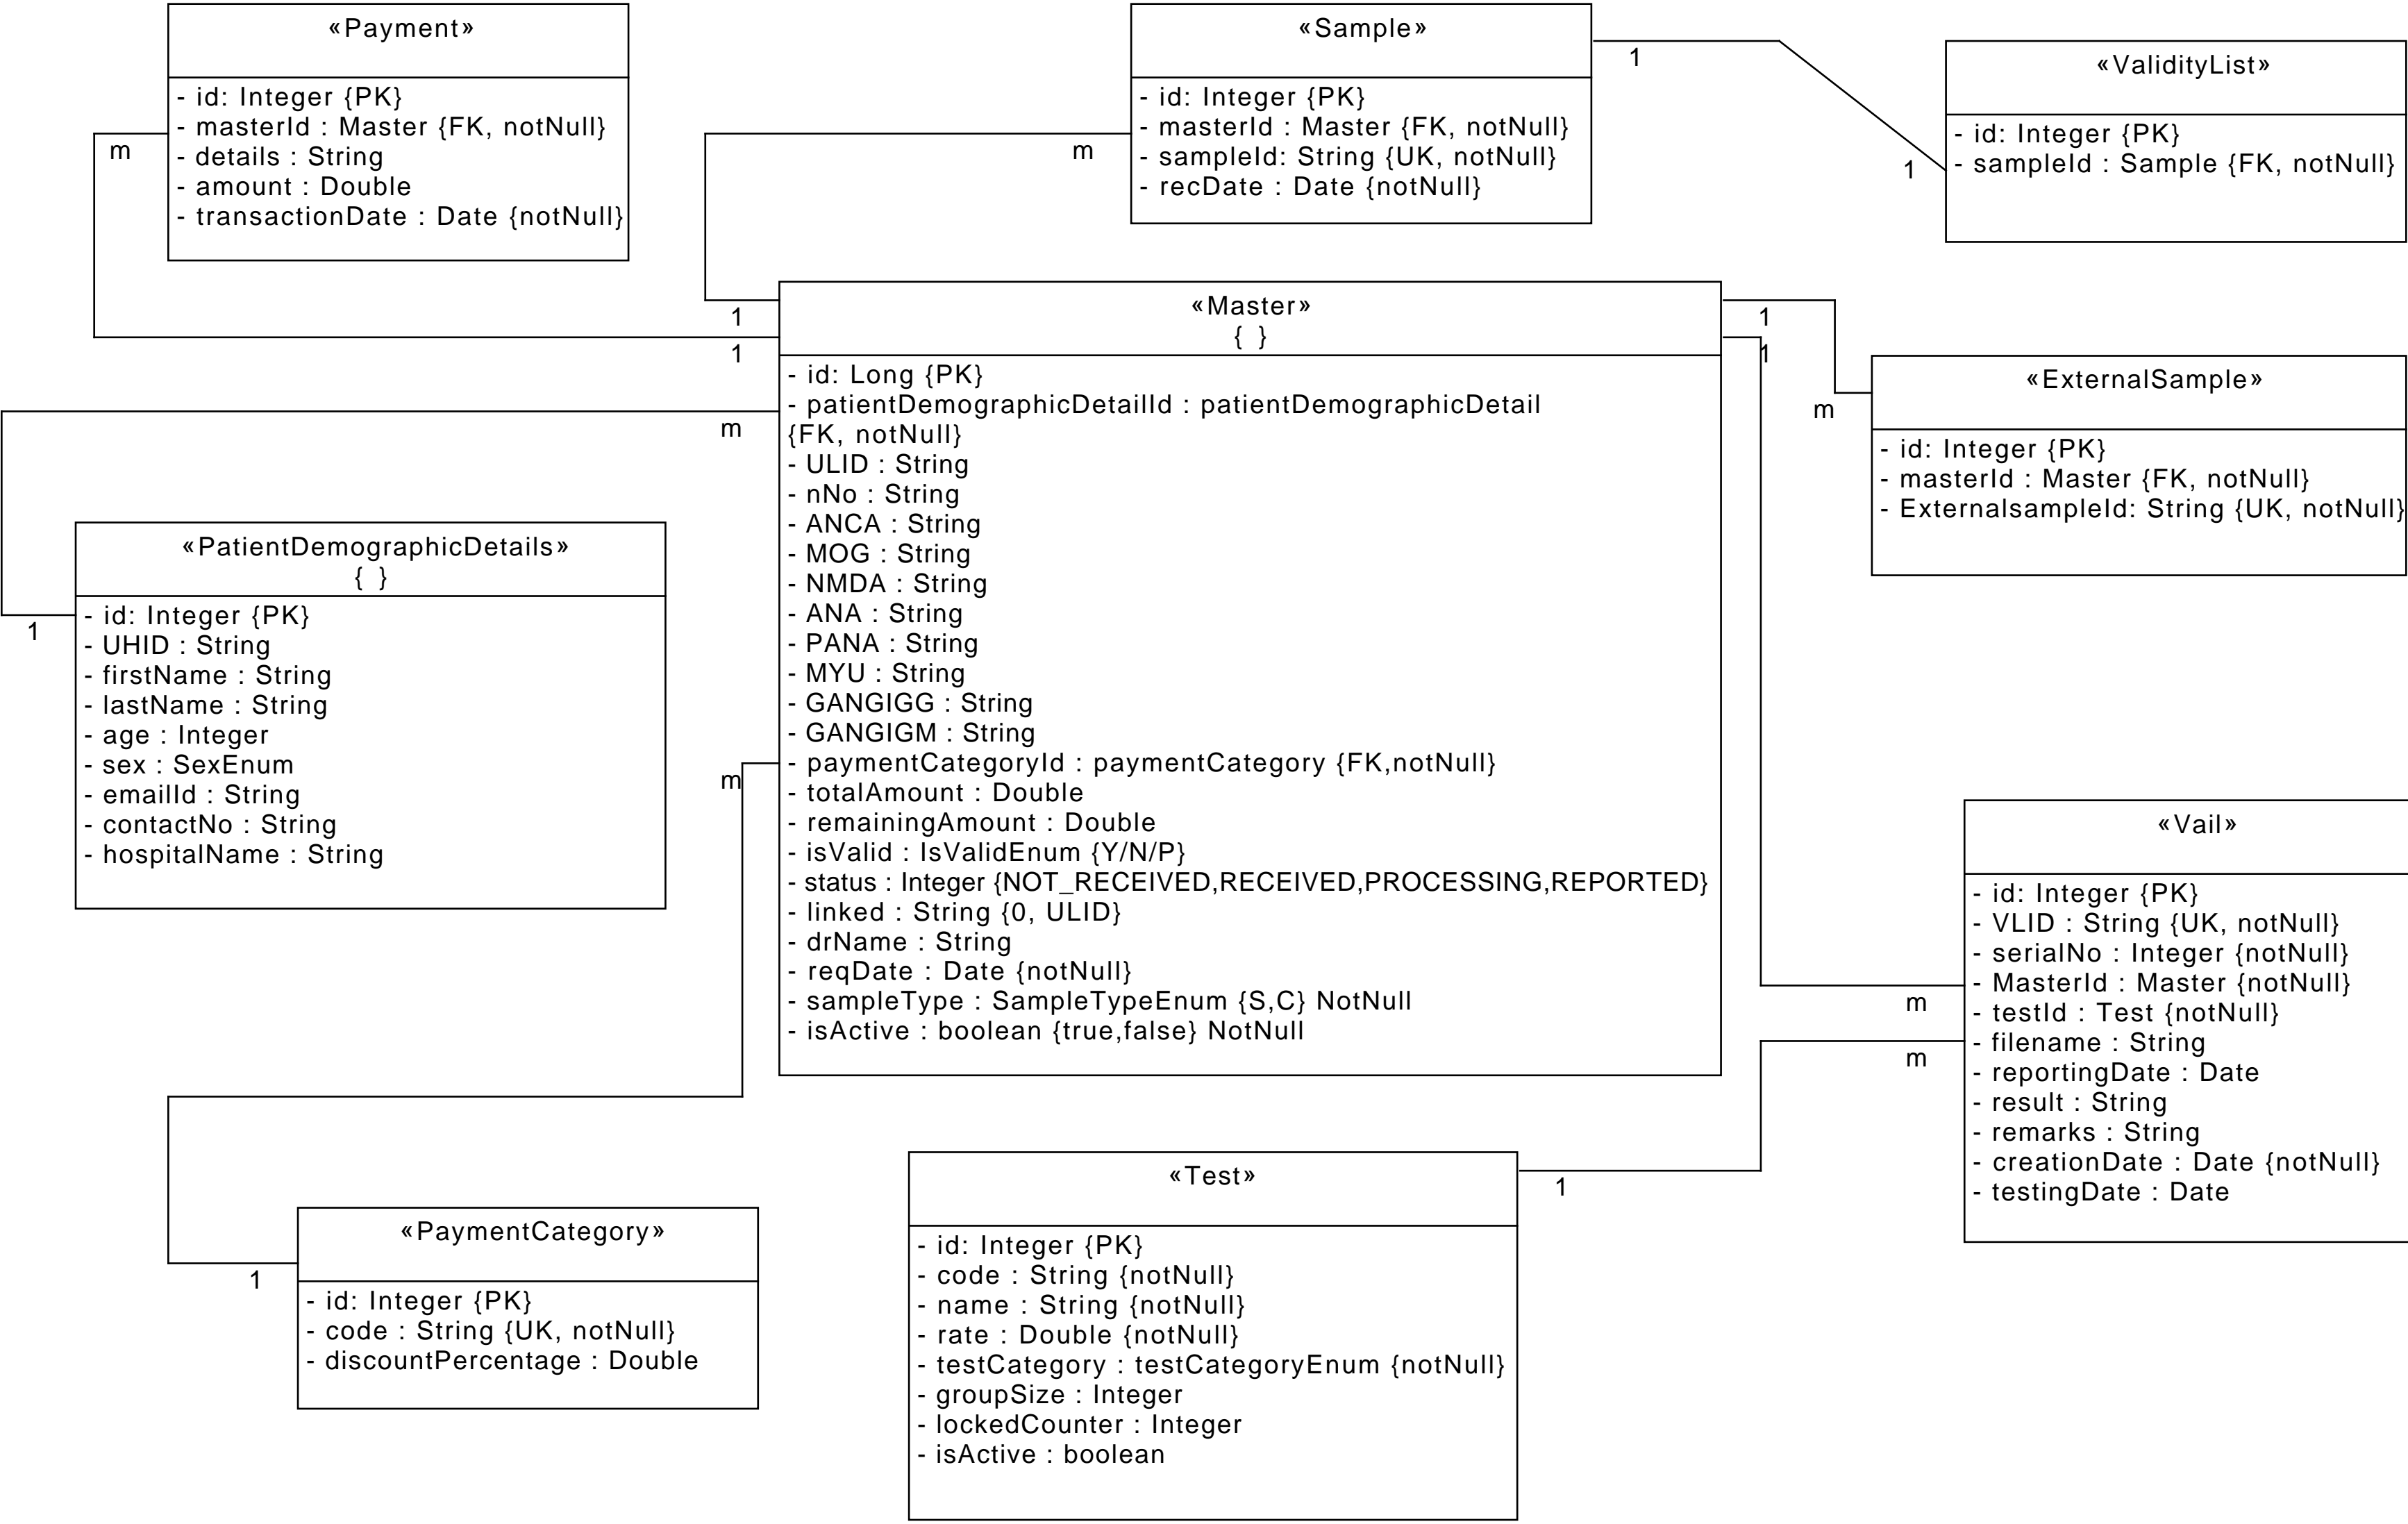 «Payment»
- id: Integer {PK}
- masterId : Master {FK, notNull}
- details : String
- amount : Double
- transactionDate : Date {notNull}
m
«Sample»
- id: Integer {PK}
- masterId : Master {FK, notNull}
- sampleId: String {UK, notNull}
- recDate : Date {notNull}
m
1
«ValidityList»
- id: Integer {PK}
- sampleId : Sample {FK, notNull}
1
«Master»
{ }
- id: Long {PK}
- patientDemographicDetailId : patientDemographicDetail
{FK, notNull}
- ULID : String
- nNo : String
- ANCA : String
- MOG : String
- NMDA : String
- ANA : String
- PANA : String
- MYU : String
- GANGIGG : String
- GANGIGM : String
- paymentCategoryId : paymentCategory {FK,notNull}
- totalAmount : Double
- remainingAmount : Double
- isValid : IsValidEnum {Y/N/P}
- status : Integer {NOT_RECEIVED,RECEIVED,PROCESSING,REPORTED}
- linked : String {0, ULID}
- drName : String
- reqDate : Date {notNull}
- sampleType : SampleTypeEnum {S,C} NotNull
- isActive : boolean {true,false} NotNull
1
1
m
m
1
1
«ExternalSample»
- id: Integer {PK}
- masterId : Master {FK, notNull}
- ExternalsampleId: String {UK, notNull}
m
«PatientDemographicDetails»
{ }
- id: Integer {PK}
- UHID : String
- firstName : String
- lastName : String
- age : Integer
- sex : SexEnum
- emailId : String
- contactNo : String
- hospitalName : String
1
«Vail»
- id: Integer {PK}
- VLID : String {UK, notNull}
- serialNo : Integer {notNull}
- MasterId : Master {notNull}
- testId : Test {notNull}
- filename : String
- reportingDate : Date
- result : String
- remarks : String
- creationDate : Date {notNull}
- testingDate : Date
m
m
«PaymentCategory»
- id: Integer {PK}
- code : String {UK, notNull}
- discountPercentage : Double
1
«Test»
- id: Integer {PK}
- code : String {notNull}
- name : String {notNull}
- rate : Double {notNull}
- testCategory : testCategoryEnum {notNull}
- groupSize : Integer
- lockedCounter : Integer
- isActive : boolean
1